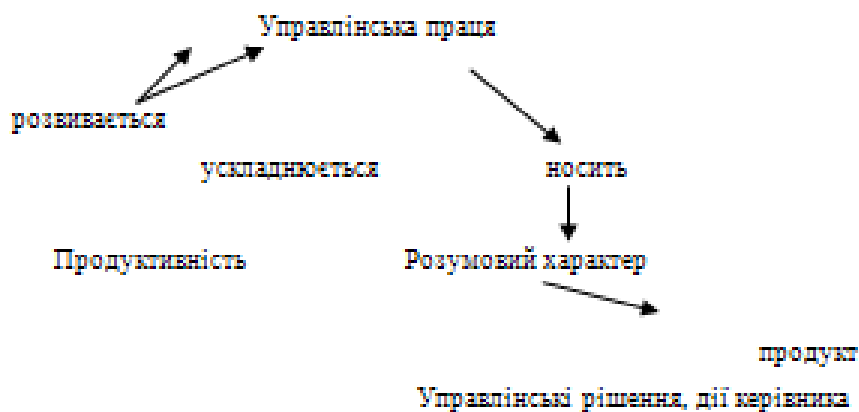 Управлінська праця
розвивається
ускладнюється носить
Продуктивність Розумовий характер
продукт
Управлінські рішення, дії керівника